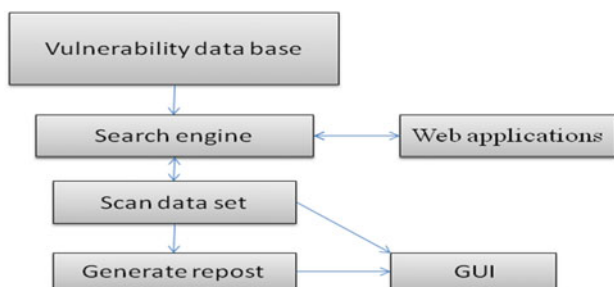 Vulnerability data base
Search engine
Web applications
Scan data set
Generate repost
GUI